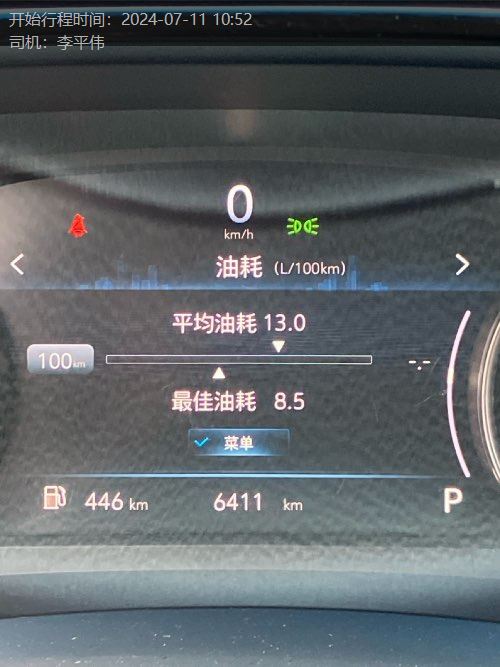 开始行程时间：2024-07-11 10:52
司机：李平伟
0
km/h
油耗 (L/100km)
平均油耗 13.0
100km
--.-
最佳油耗 8.5
菜单
446 km 6411 km P